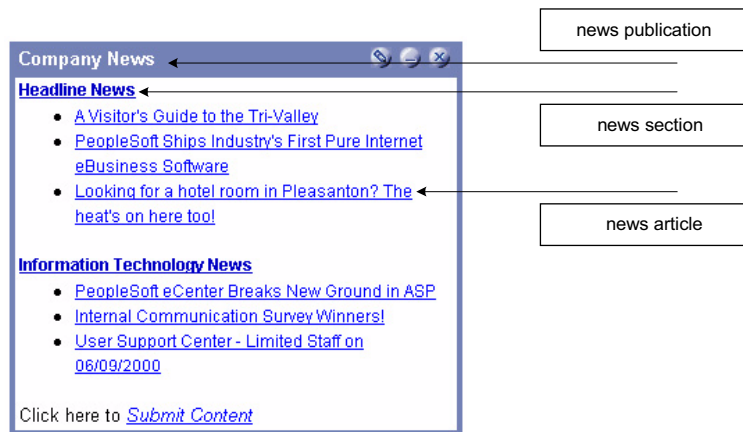 news publication
Company News
Headline News
A Visitor's Guide to the Tri-Valley
PeopleSoft Ships Industry's First Pure Internet
eBusiness Software
Looking for a hotel room in Pleasanton? The
heat's on here too!
news section
news article
Information Technology News
PeopleSoft eCenter Breaks New Ground in ASP
Internal Communication Survey Winners!
User Support Center - Limited Staff on
06/09/2000
Click here to Submit Content